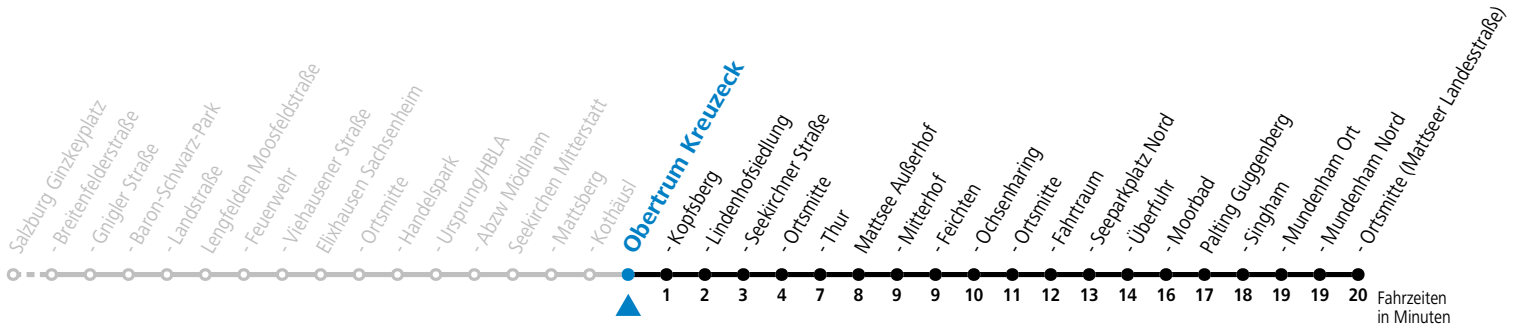 Salzburg Ginzkeyplatz
- Breitenfelderstraße
- Gnigler Straße
- Baron-Schwarz-Park
- Landstraße
Lengfelden Moosfeldstraße
- Feuerwehr
- Viehausener Straße
Elixhausen Sachsenheim
- Ortsmitte
- Handelspark
- Ursprung/HBLA
- Abzw Mödlham
Seekirchen Mitterstatt
- Mattsberg
- Kothäusl
Obertrum Kreuzeck
- Kopfsberg
- Lindenhofsiedlung
- Seekirchner Straße
- Ortsmitte
- Thur
Mattsee Außerhof
- Mitterhof
- Feichten
- Ochsenharing
- Ortsmitte
- Fahrtraum
- Seeparkplatz Nord
- Überfuhr
- Moorbad
Palting Guggenberg
- Singham
- Mundenham Ort
- Mundenham Nord
- Ortsmitte (Mattseer Landesstraße)
1 2 3 4 7 8 9 9 10 11 12 13 14 16 17 18 19 19 20
Fahrzeiten
in Minuten